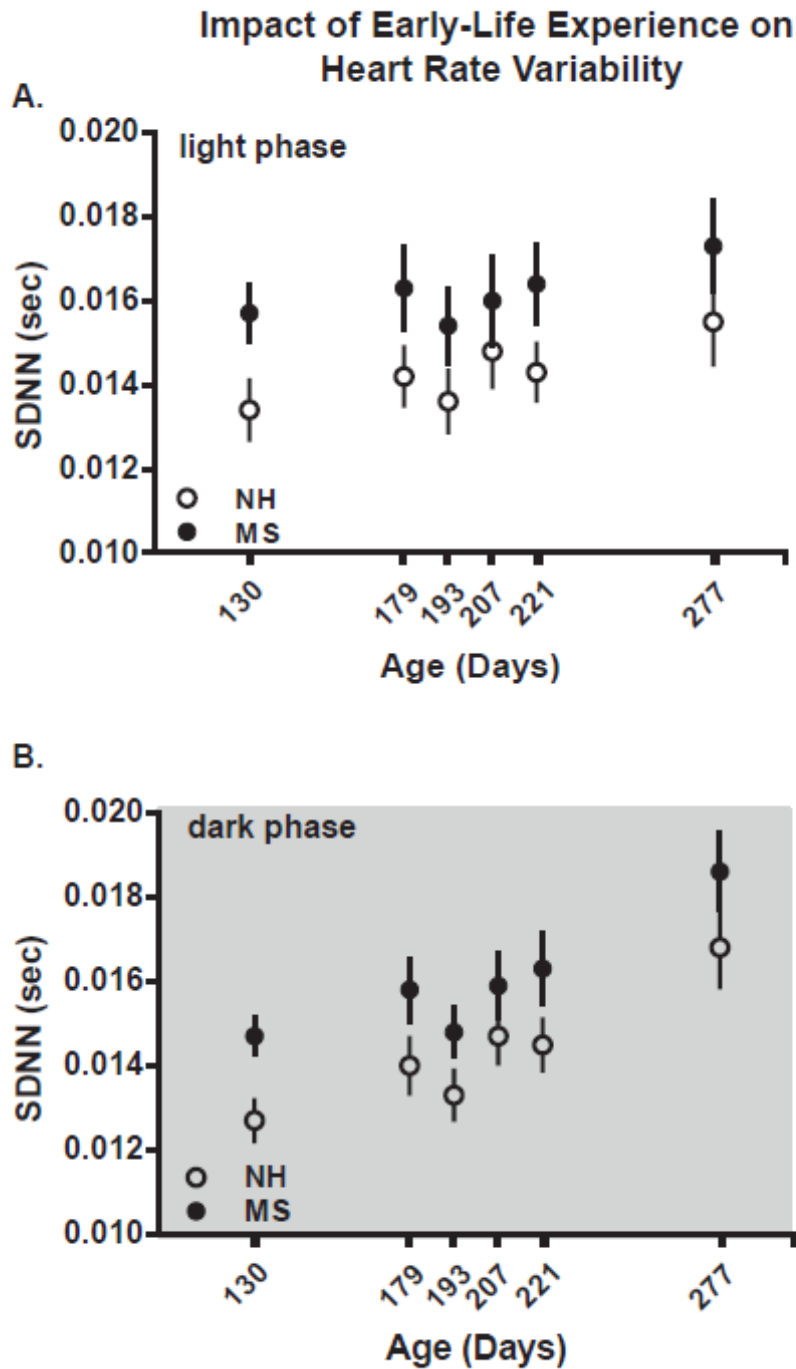 Impact of Early-Life Experience on
Heart Rate Variability
A.
light phase
0.020
0.018
0.016
0.014
0.012
0.010
SDNN (sec)
NH
MS
130 179 193 207 221 277
Age (Days)
B.
dark phase
0.020
0.018
0.016
0.014
0.012
0.010
SDNN (sec)
NH
MS
130 179 193 207 221 277
Age (Days)